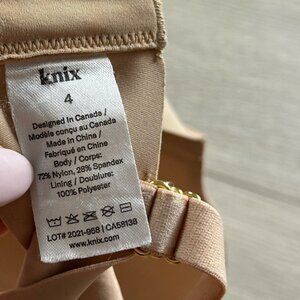 knix
4
Designed in Canada /
Modèle conçu au Canada
Made in China /
Fabriqué en Chine
Body / Corps:
72% Nylon, 28% Spandex
Lining / Doublure:
100% Polyester
LOT# 2021-958 | CA59138
www.knix.com